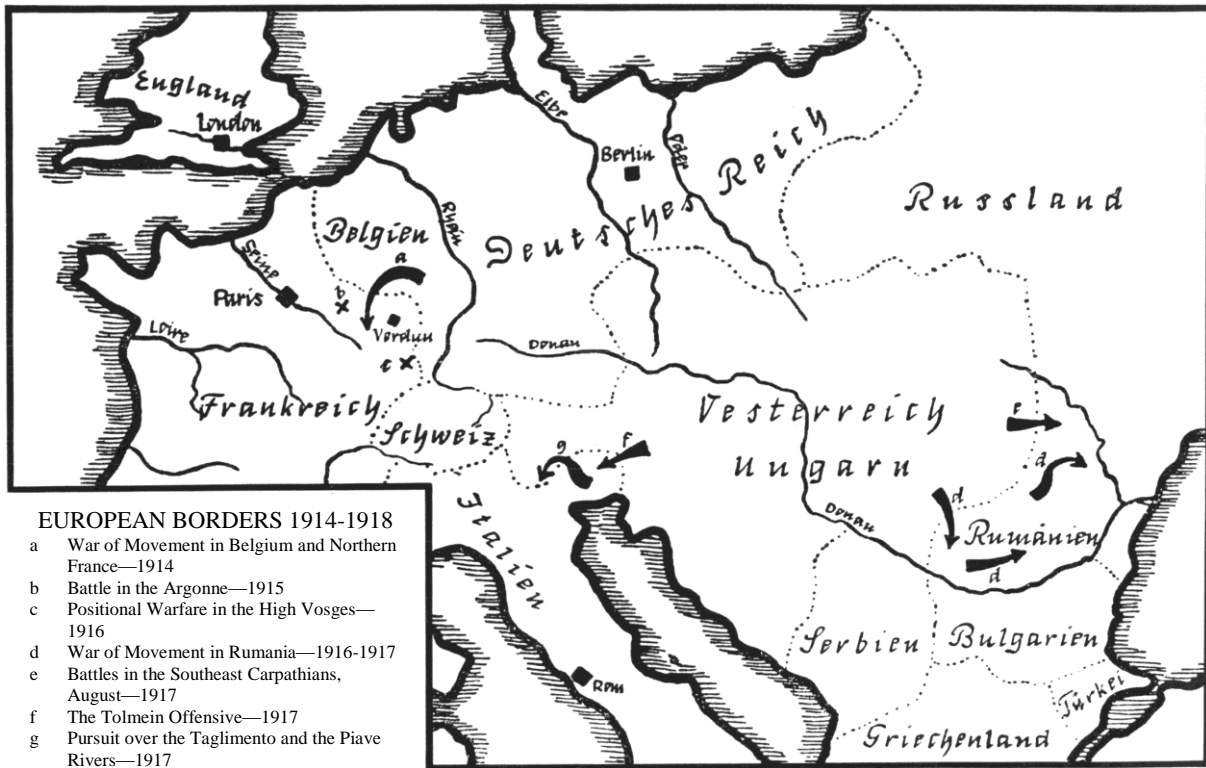 England
London
Elbe
Berlin
Oder
Deutsches Reich
Russland
Belgien
Rhein
a
b
Seine
Paris
Verdun
c
Loire
Donau
Frankreich
Schweiz
Vesterreich
Ungarn
g
f
e
d
d
Donau
Rumänien
d
Italien
Serbien
Bulgarien
Rom
Türkei
Grischenland
EUROPEAN BORDERS 1914-1918
a War of Movement in Belgium and Northern
France—1914
b Battle in the Argonne—1915
c Positional Warfare in the High Vosges—
1916
d War of Movement in Rumania—1916-1917
e Battles in the Southeast Carpathians,
August—1917
f The Tolmein Offensive—1917
g Pursuit over the Tagliamento and the Piave
Rivers—1917